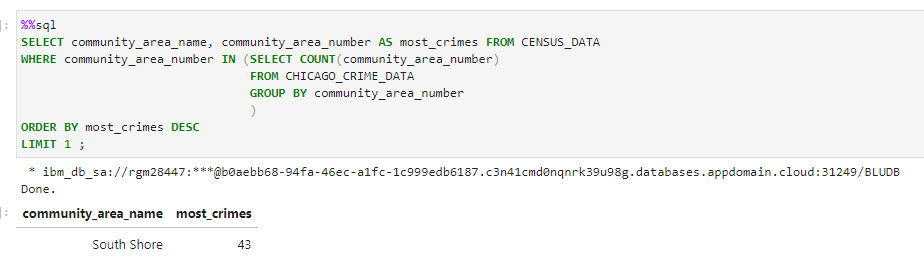 ]: %%sql
SELECT community_area_name, community_area_number AS most_crimes FROM CENSUS_DATA
WHERE community_area_number IN (SELECT COUNT(community_area_number)
FROM CHICAGO_CRIME_DATA
GROUP BY community_area_number
)
ORDER BY most_crimes DESC
LIMIT 1 ;
* ibm_db_sa://rgm28447:***@b0aebb68-94fa-46ec-a1fc-1c999edb6187.c3n41cmd0nqnrk39u98g.databases.appdomain.cloud:31249/BLUDB
Done.
]: community_area_name most_crimes
South Shore 43